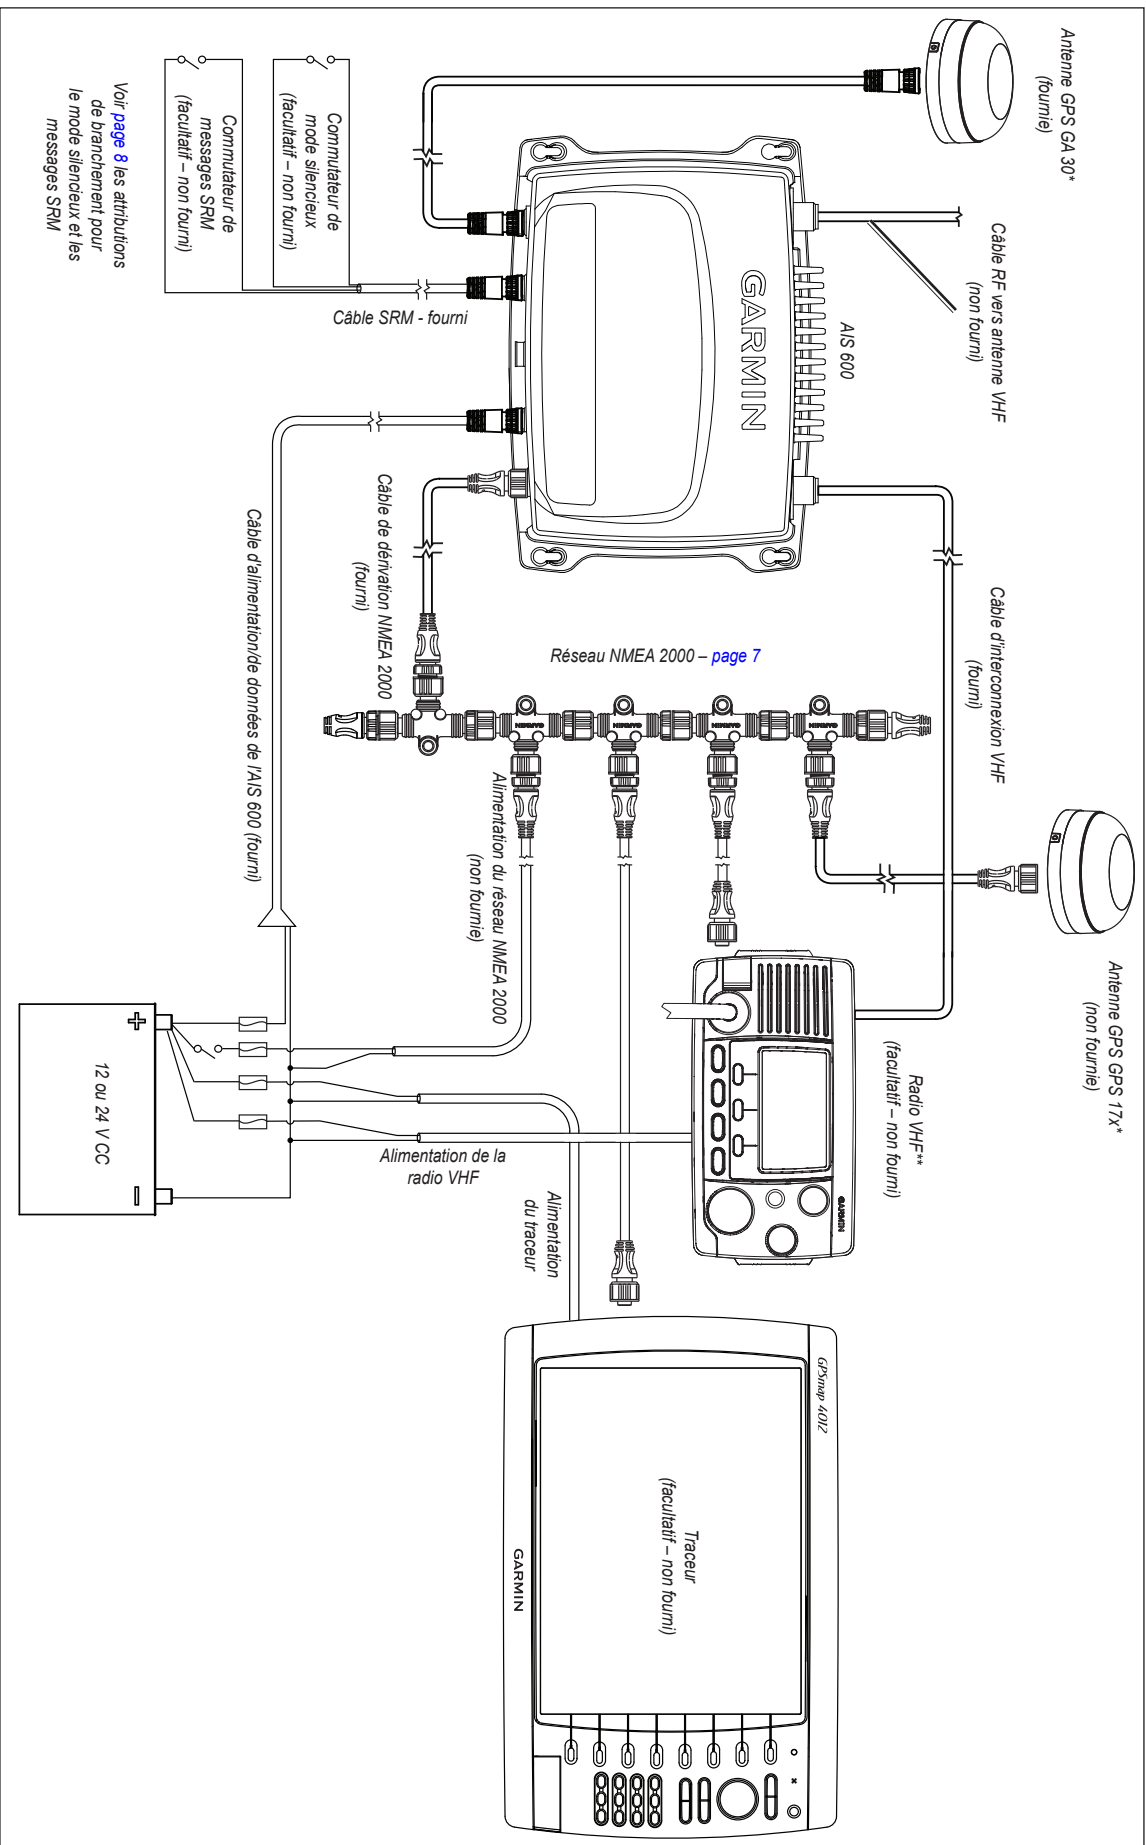 Antenne GPS GA 30*
(fournie)
Câble RF vers antenne VHF
(non fourni)
AIS 600
GARMIN
Câble d'interconnexion VHF
(fourni)
Antenne GPS GPS 17x*
(non fournie)
Radio VHF**
(facultatif – non fourni)
GARMIN
Commutateur de
mode silencieux
(facultatif – non fourni)
Commutateur de
messages SRM
(facultatif – non fourni)
Voir page 8 les attributions
de branchement pour
le mode silencieux et les
messages SRM
Câble SRM - fourni
Câble de dérivation NMEA 2000
(fourni)
Réseau NMEA 2000 – page 7
GARMIN
GARMIN
GARMIN
GARMIN
Câble d'alimentation/de données de l'AIS 600 (fourni)
Alimentation du réseau NMEA 2000
(non fournie)
Alimentation de la
radio VHF
Alimentation
du traceur
+
−
12 ou 24 V CC
GPSmap 4012
Traceur
(facultatif – non fourni)
GARMIN